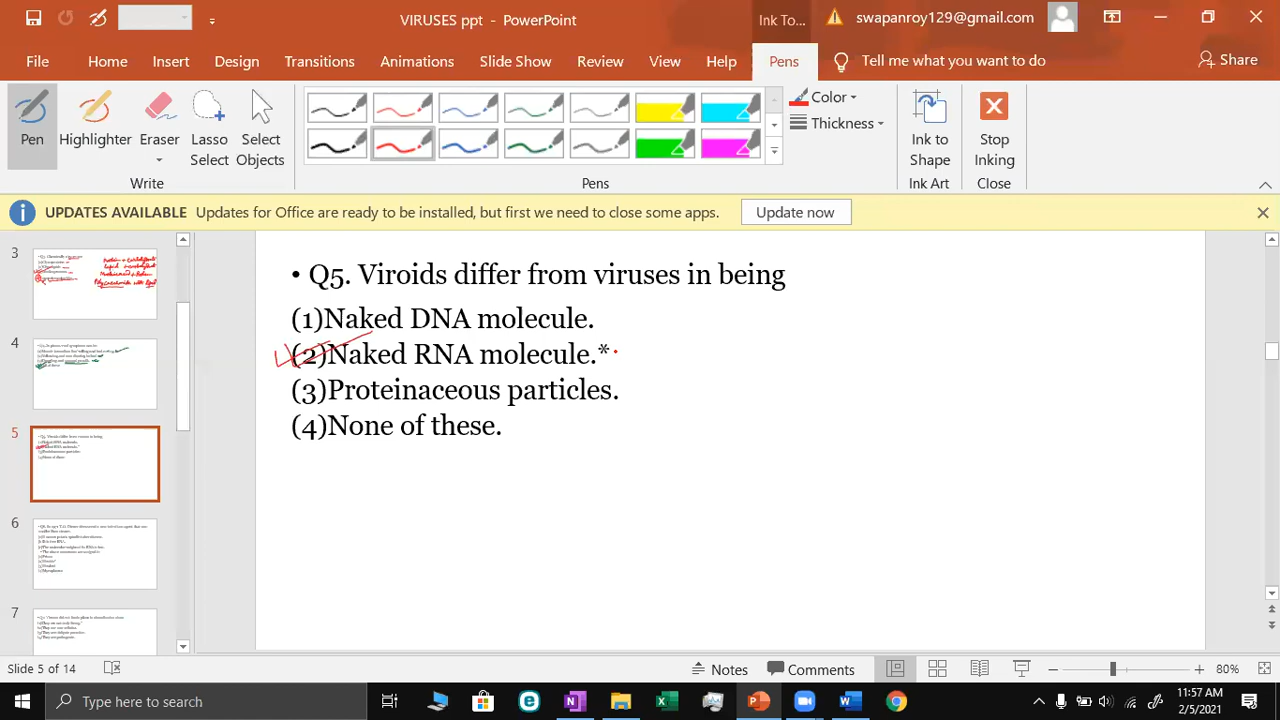 VIRUSES ppt - PowerPoint
Ink To...
swapanroy129@gmail.com
File Home Insert Design Transitions Animations Slide Show Review View Help Pens Tell me what you want to do Share
Pen
Highlighter
Eraser
Lasso Select
Select Objects
Color
Thickness
Ink to Shape
Stop Inking
Write
Pens
Ink Art
Close
UPDATES AVAILABLE Updates for Office are ready to be installed, but first we need to close some apps. Update now
3
4
5
6
7
• Q5. Viroids differ from viruses in being
(1)Naked DNA molecule.
(2)Naked RNA molecule.*
(3)Proteinaceous particles.
(4)None of these.
Slide 5 of 14
Notes
Comments
80%
Type here to search
11:57 AM
2/5/2021